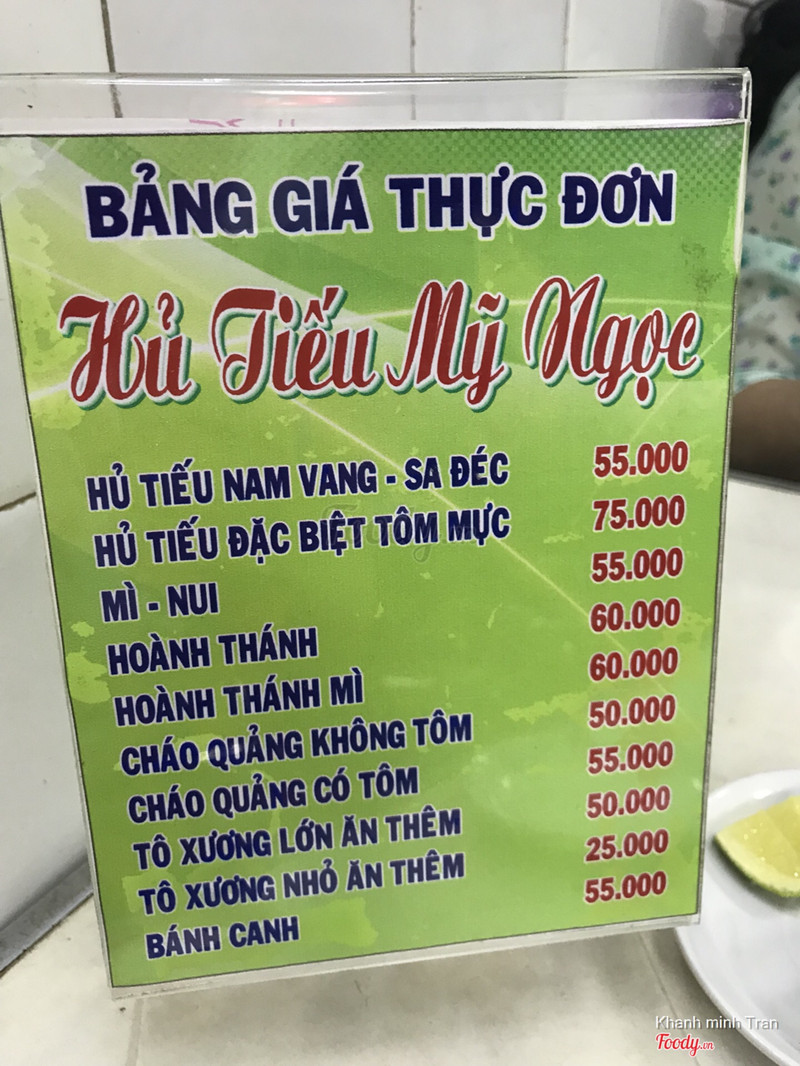 BẢNG GIÁ THỰC ĐƠN
Hủ Tiếu Mỹ Ngọc
HỦ TIẾU NAM VANG - SA ĐÉC 55.000
HỦ TIẾU ĐẶC BIỆT TÔM MỰC 75.000
MÌ - NUI 55.000
HOÀNH THÁNH 60.000
HOÀNH THÁNH MÌ 60.000
CHÁO QUẢNG KHÔNG TÔM 50.000
CHÁO QUẢNG CÓ TÔM 55.000
TÔ XƯƠNG LỚN ĂN THÊM 50.000
TÔ XƯƠNG NHỎ ĂN THÊM 25.000
BÁNH CANH 55.000
Khanh minh Tran
Foody.vn